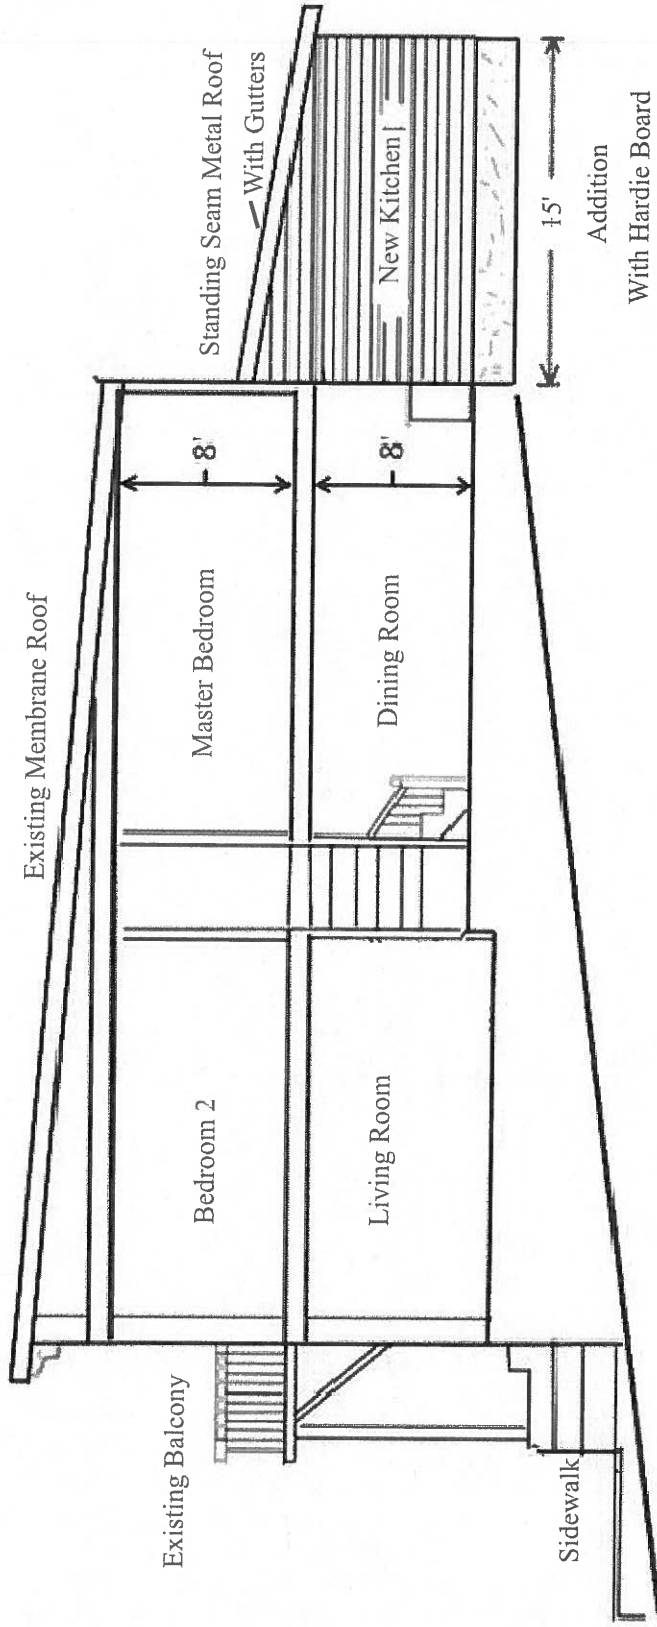 Existing Membrane Roof
Standing Seam Metal Roof
With Gutters
Existing Balcony
Bedroom 2
Master Bedroom
8'
Living Room
Dining Room
8'
New Kitchen
Sidewalk
15'
Addition
With Hardie Board